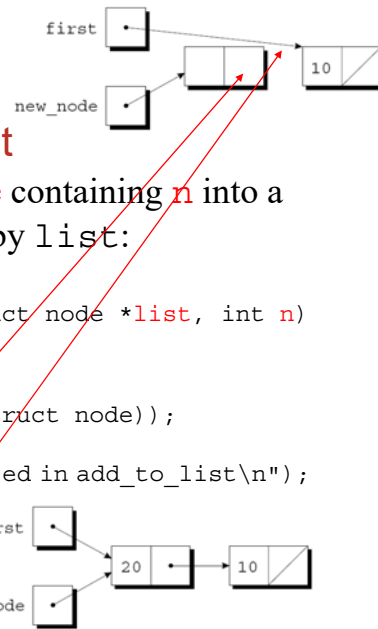 first
10
new_node
t
containing n into a
by list:
ct node *list, int n)
ruct node));
ed in add_to_list\n");
rst
20 10
ode